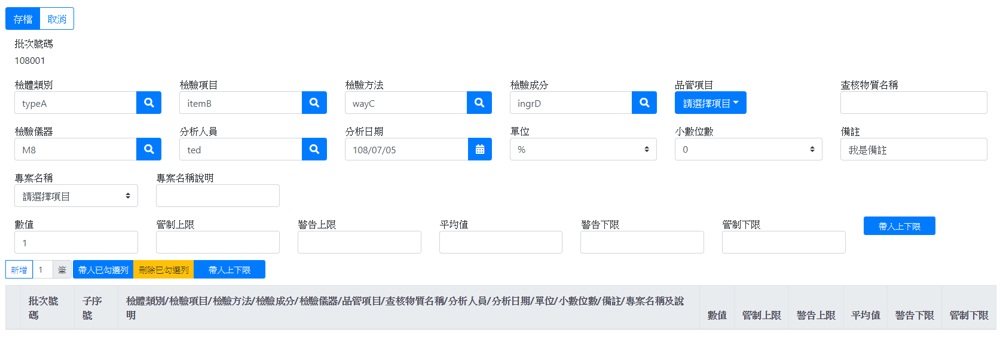 存檔 取消
批次號碼
108001
檢體類別 檢驗項目 檢驗方法 檢驗成分 品管項目 查核物質名稱
typeA itemB wayC ingrD 請選擇項目
檢驗儀器 分析人員 分析日期 單位 小數位數 備註
M8 ted 108/07/05 % 0 我是備註
專案名稱 專案名稱說明
請選擇項目
數值 管制上限 警告上限 平均值 警告下限 管制下限 帶入上下限
1
新增 1 筆 帶入已勾選列 刪除已勾選列 帶入上下限
批次號 子序 檢體類別/檢驗項目/檢驗方法/檢驗成分/檢驗儀器/品管項目/查核物質名稱/分析人員/分析日期/單位/小數位數/備註/專案名稱及說
碼 號 明 數值 管制上限 警告上限 平均值 警告下限 管制下限